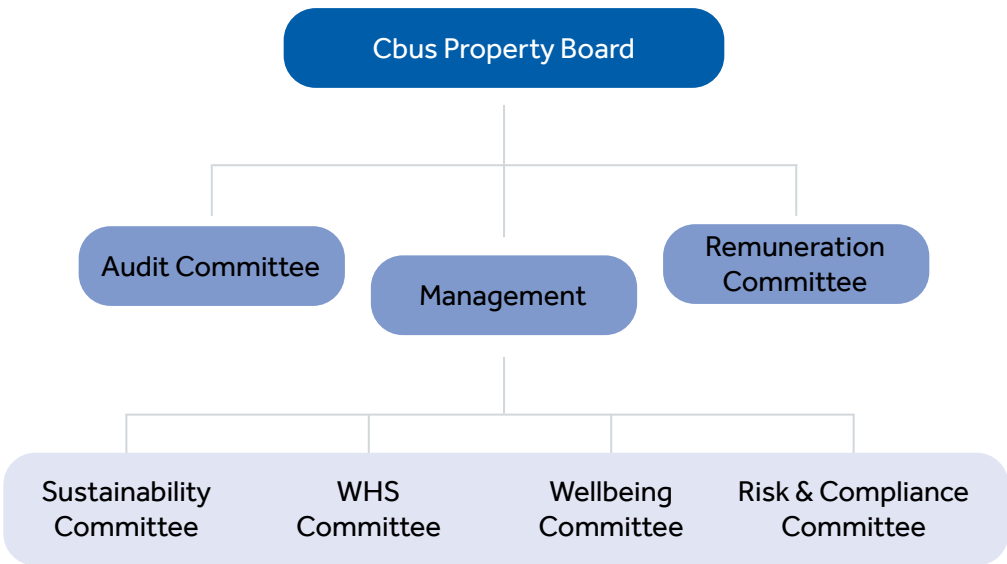 Cbus Property Board
Audit Committee
Management
Remuneration
Committee
Sustainability
Committee
WHS
Committee
Wellbeing
Committee
Risk & Compliance
Committee